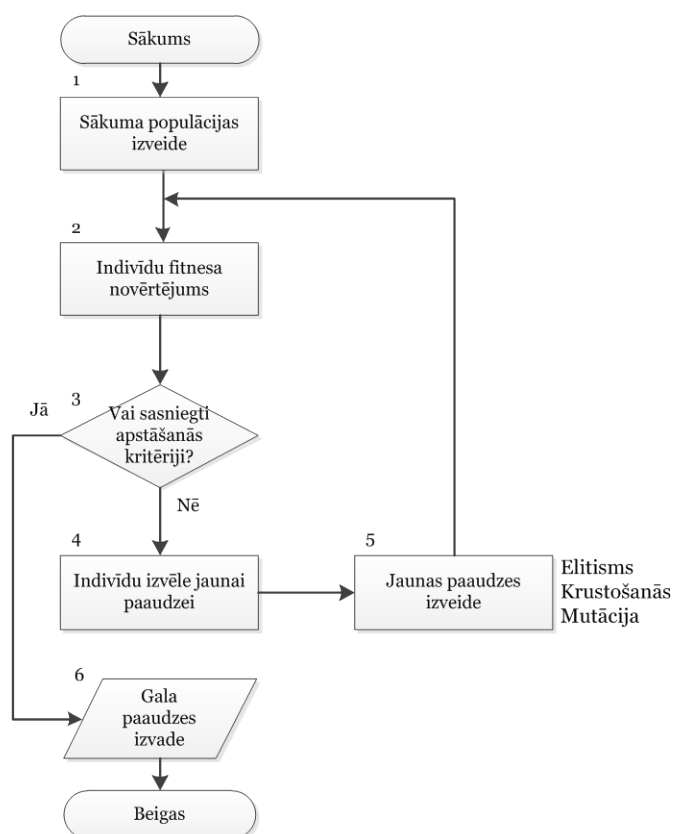 Sākums
1
Sākuma populācijas
izveide
2
Indivīdu fitnesa
novērtējums
3
Jā
Vai sasniegti
apstāšanās
kritēriji?
Nē
4
Indivīdu izvēle jaunai
paaudzei
5
Jaunas paaudzes
izveide
Elitisms
Krustošanās
Mutācija
6
Gala
paaudzes
izvade
Beigas